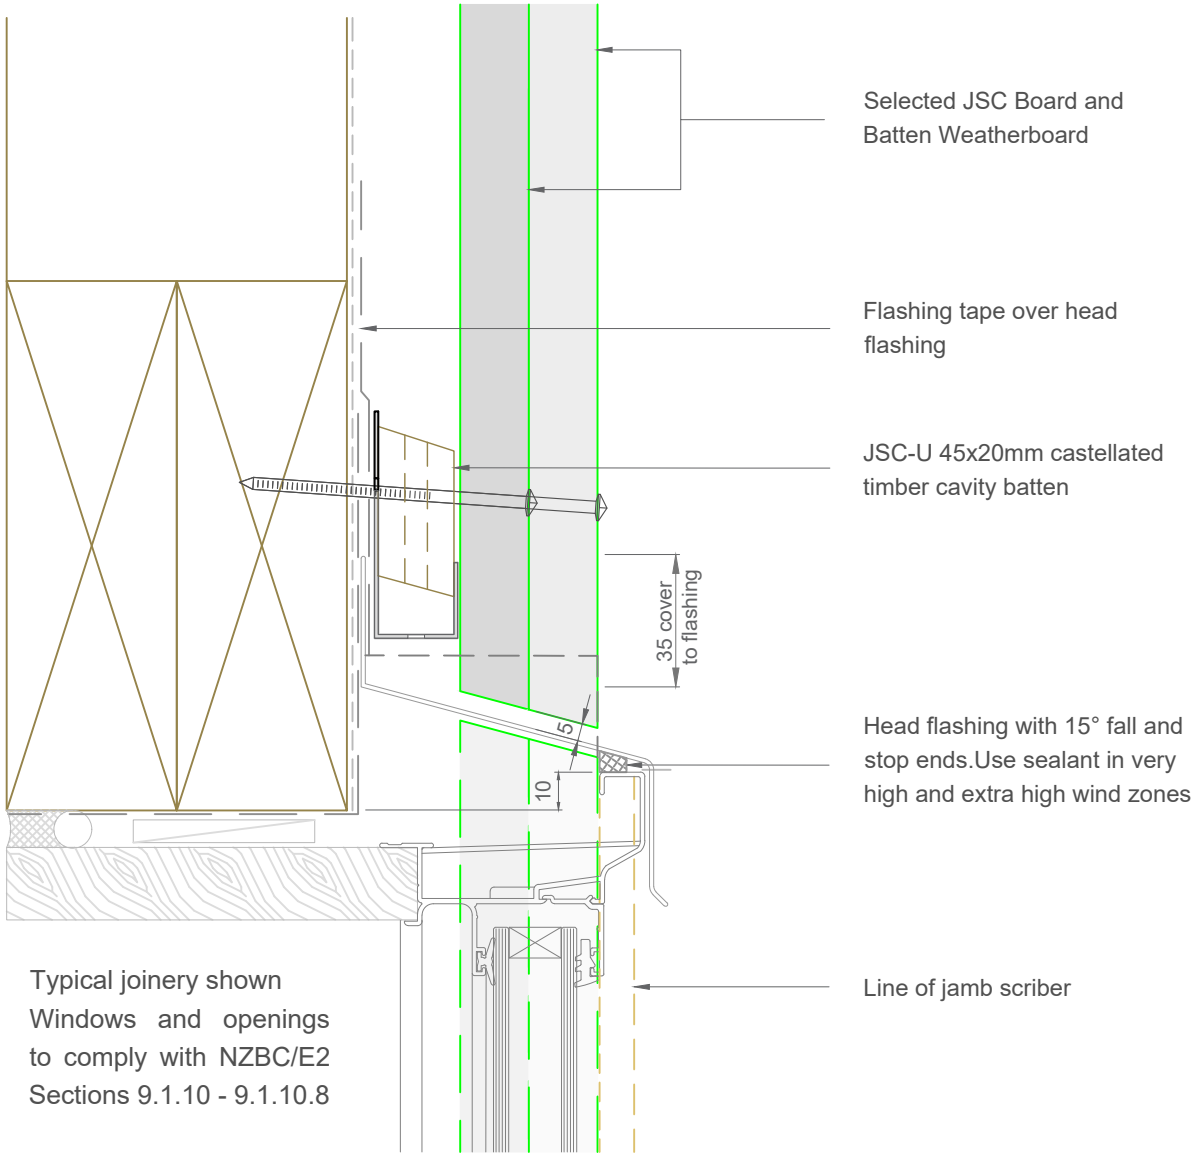 Selected JSC Board and
Batten Weatherboard
Flashing tape over head
flashing
JSC-U 45x20mm castellated
timber cavity batten
35 cover
to flashing
5
10
Head flashing with 15° fall and
stop ends.Use sealant in very
high and extra high wind zones
Line of jamb scriber
Typical joinery shown
Windows and openings
to comply with NZBC/E2
Sections 9.1.10 - 9.1.10.8